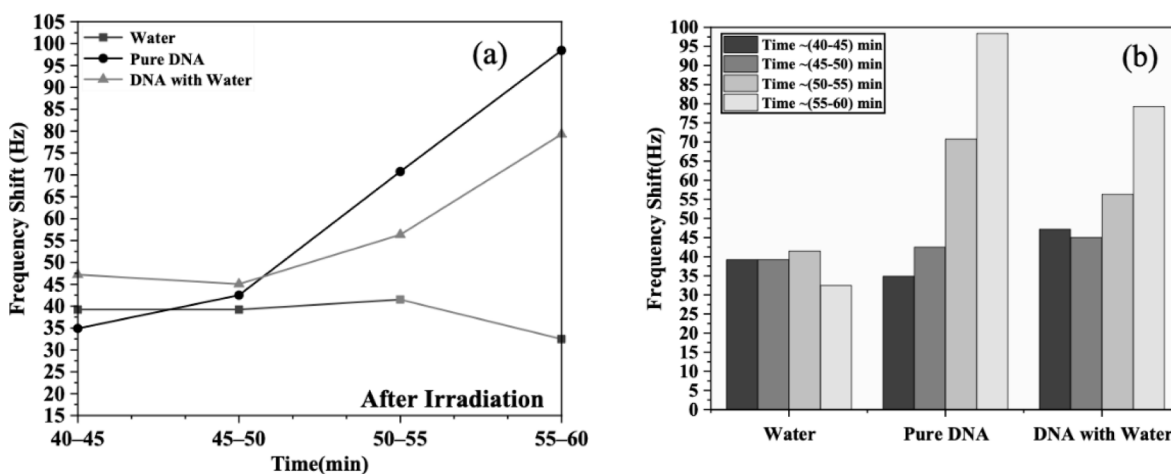 105
100
95
90
85
80
75
70
65
60
55
50
45
40
35
30
25
20
15
Frequency Shift (Hz)
Water
Pure DNA
DNA with Water
(a)
After Irradiation
40–45
45–50
50–55
55–60
Time(min)
100
95
90
85
80
75
70
65
60
55
50
45
40
35
30
25
20
15
10
5
0
Frequency Shift(Hz)
Time ~(40-45) min
Time ~(45-50) min
Time ~(50-55) min
Time ~(55-60) min
(b)
Water
Pure DNA
DNA with Water